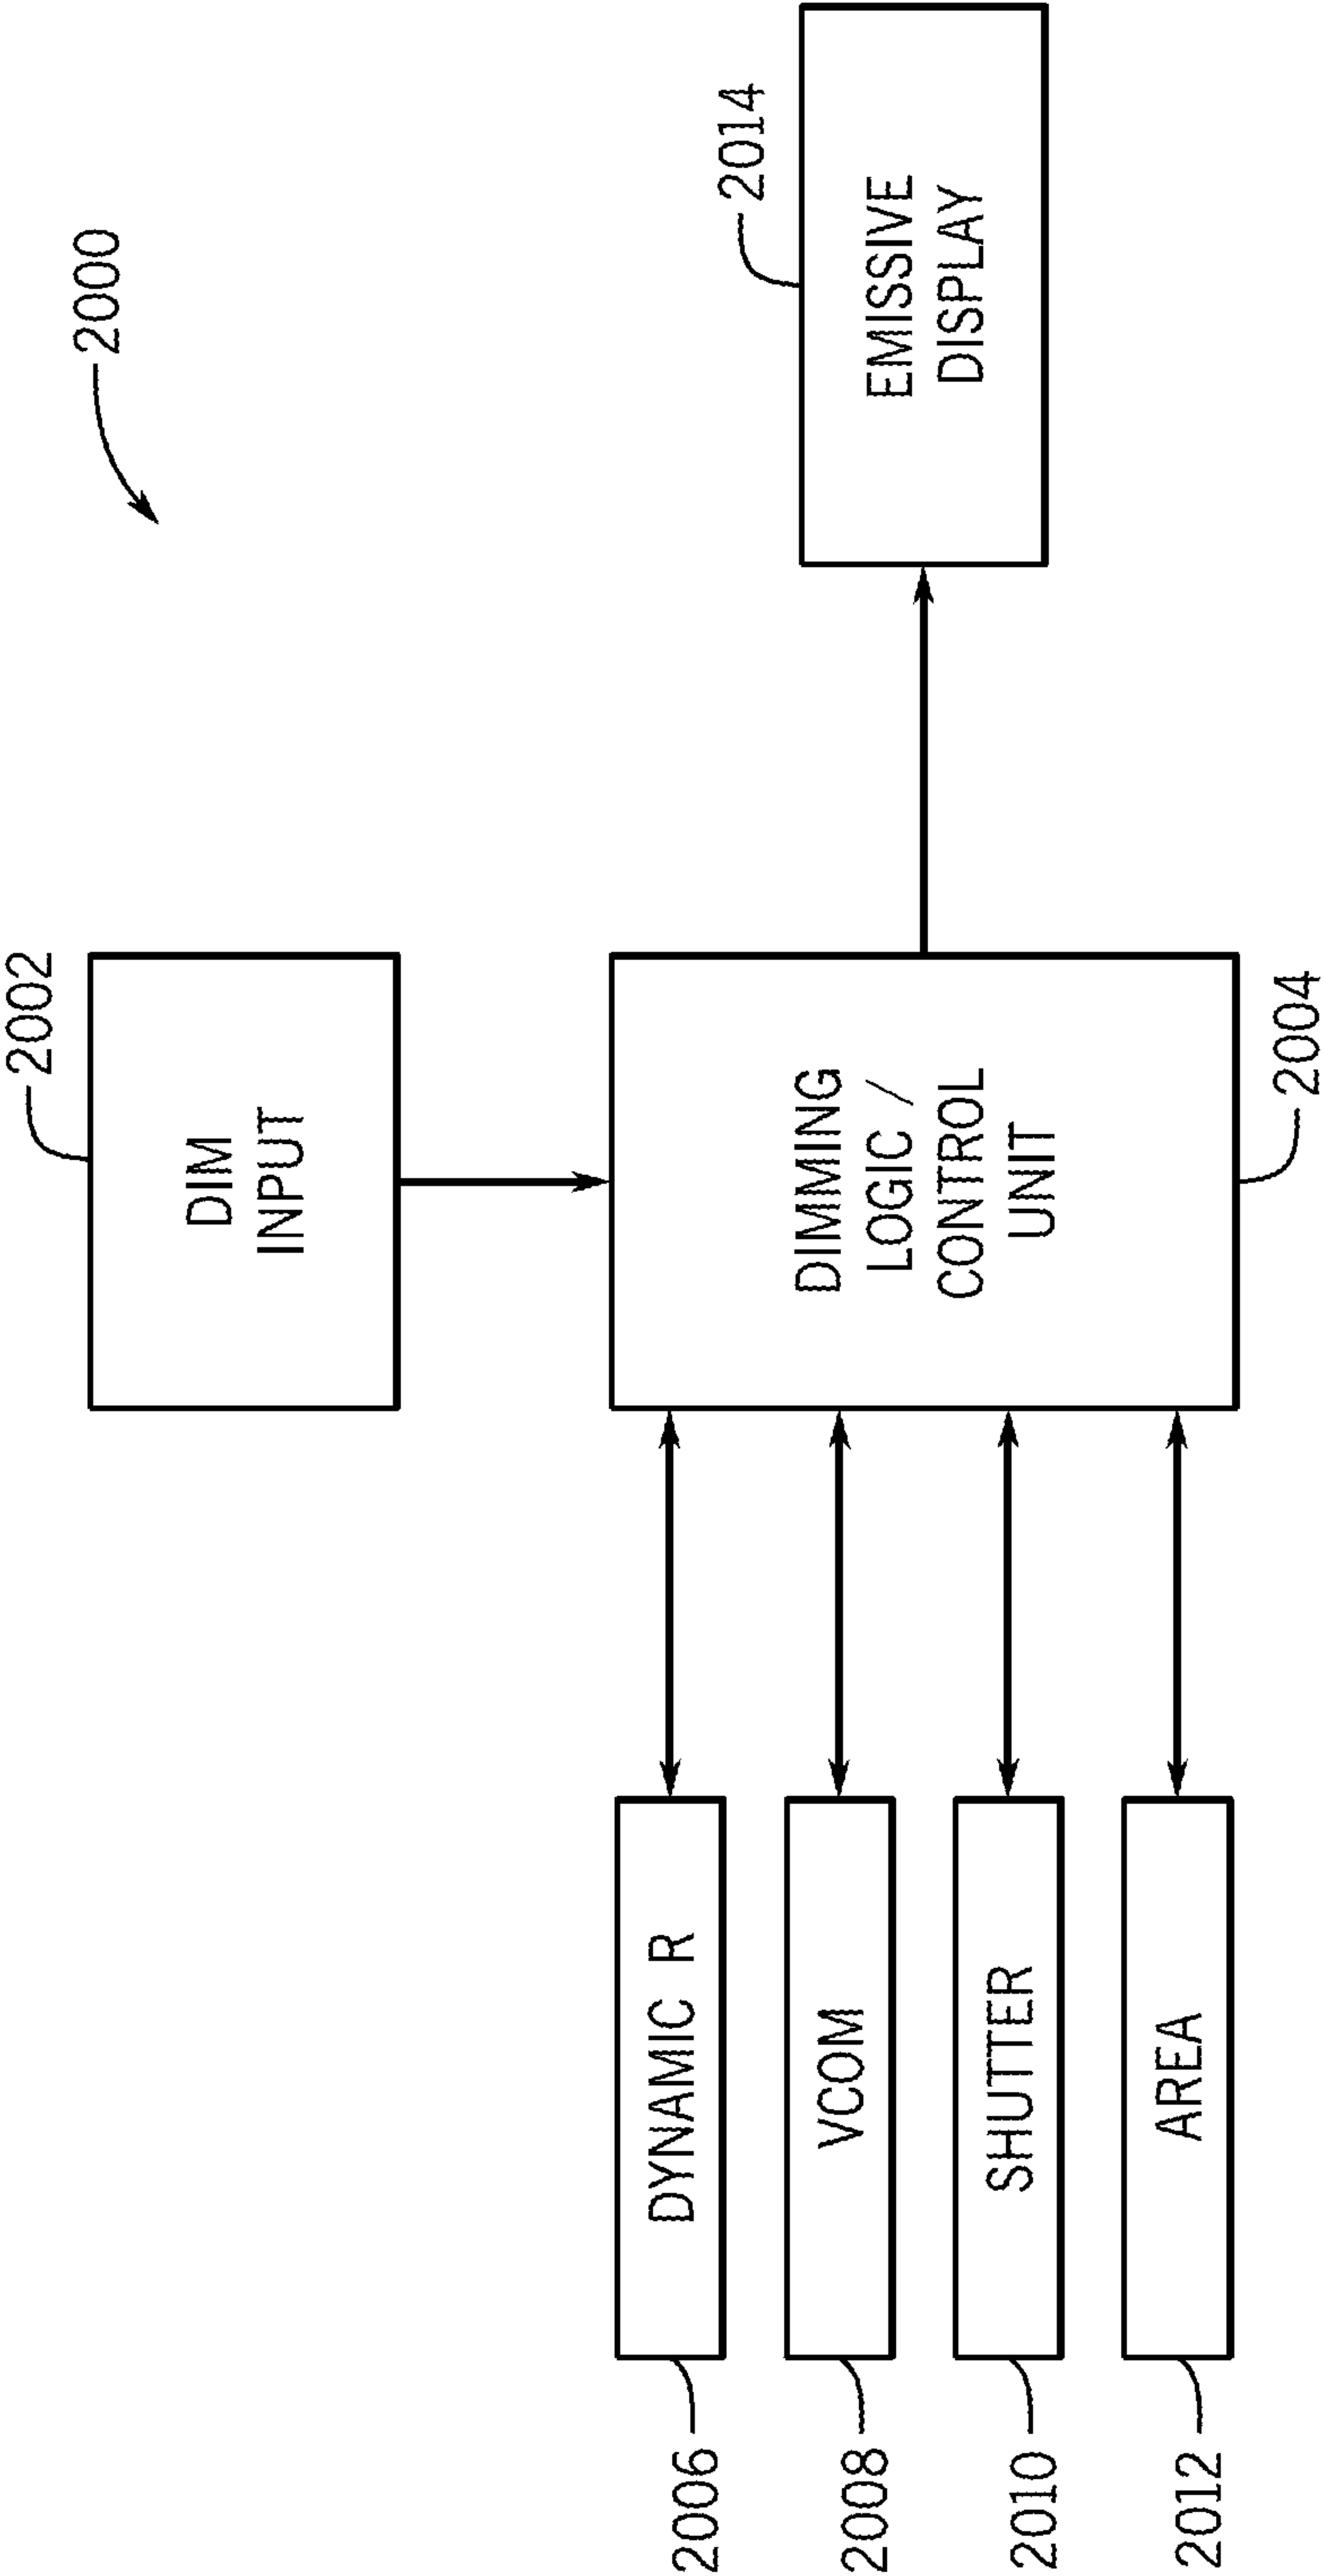 2000
2002
DIM
INPUT
2006
DYNAMIC R
2008
VCOM
2010
SHUTTER
2012
AREA
DIMMING
LOGIC /
CONTROL
UNIT
2004
2014
EMISSIVE
DISPLAY